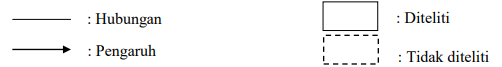 : Hubungan
: Diteliti
: Pengaruh
: Tidak diteliti